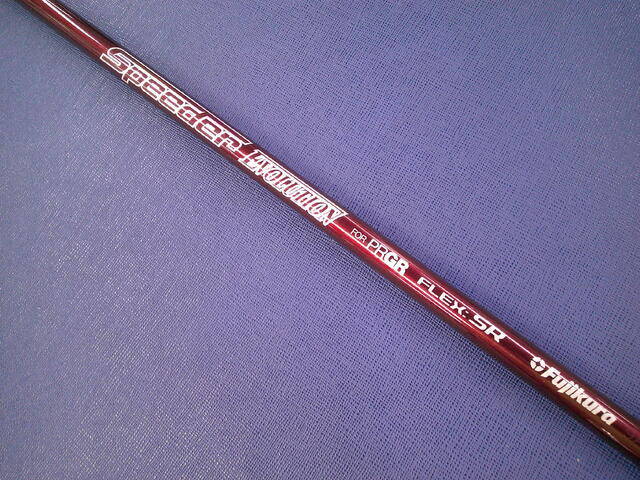 Speeder EVOLUTION FOR PRGR FLEX:SR Fujikura